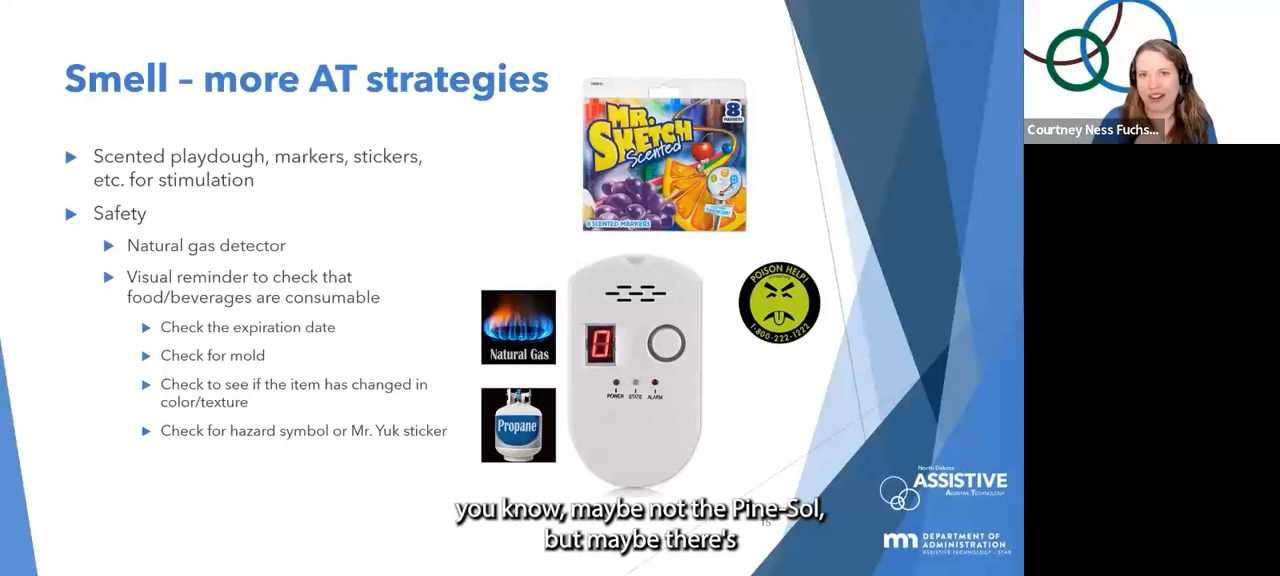 Smell – more AT strategies
Scented playdough, markers, stickers,
etc. for stimulation
Safety
Natural gas detector
Visual reminder to check that
food/beverages are consumable
Check the expiration date
Check for mold
Check to see if the item has changed in
color/texture
Check for hazard symbol or Mr. Yuk sticker
8
MR.
SKETCH
Scented
8 SCENTED MARKERS
Natural Gas
Propane
8
POWER STATE ALARM
POISON HELP!
1-800-222-1222
Courtney Ness Fuchs...
North Dakota
ASSISTIVE
ASSISTIVE TECHNOLOGY
mn DEPARTMENT OF
ADMINISTRATION
ASSISTIVE TECHNOLOGY - STAR
15
you know, maybe not the Pine-Sol,
but maybe there's